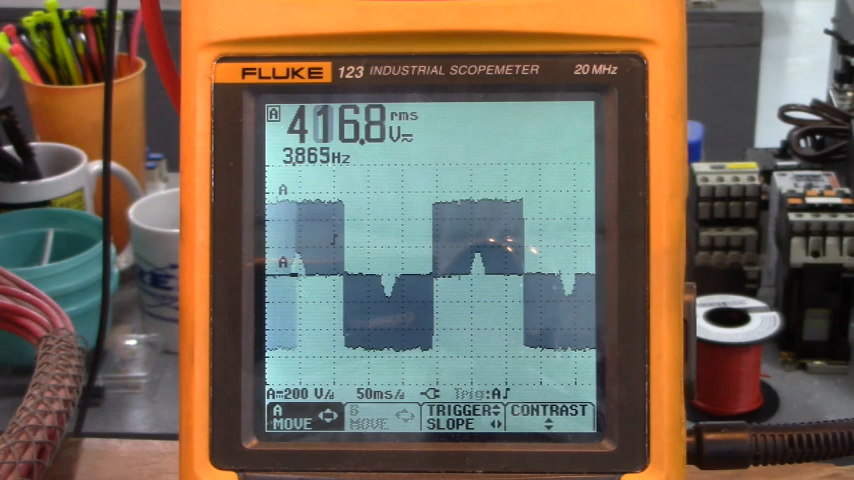 FLUKE 123 INDUSTRIAL SCOPEMETER 20 MHz
A 416.8 rms V≂
3.865Hz
A
A
A=200 V/d 50ms/d Trig:A
A MOVE
B MOVE
TRIGGER SLOPE
CONTRAST